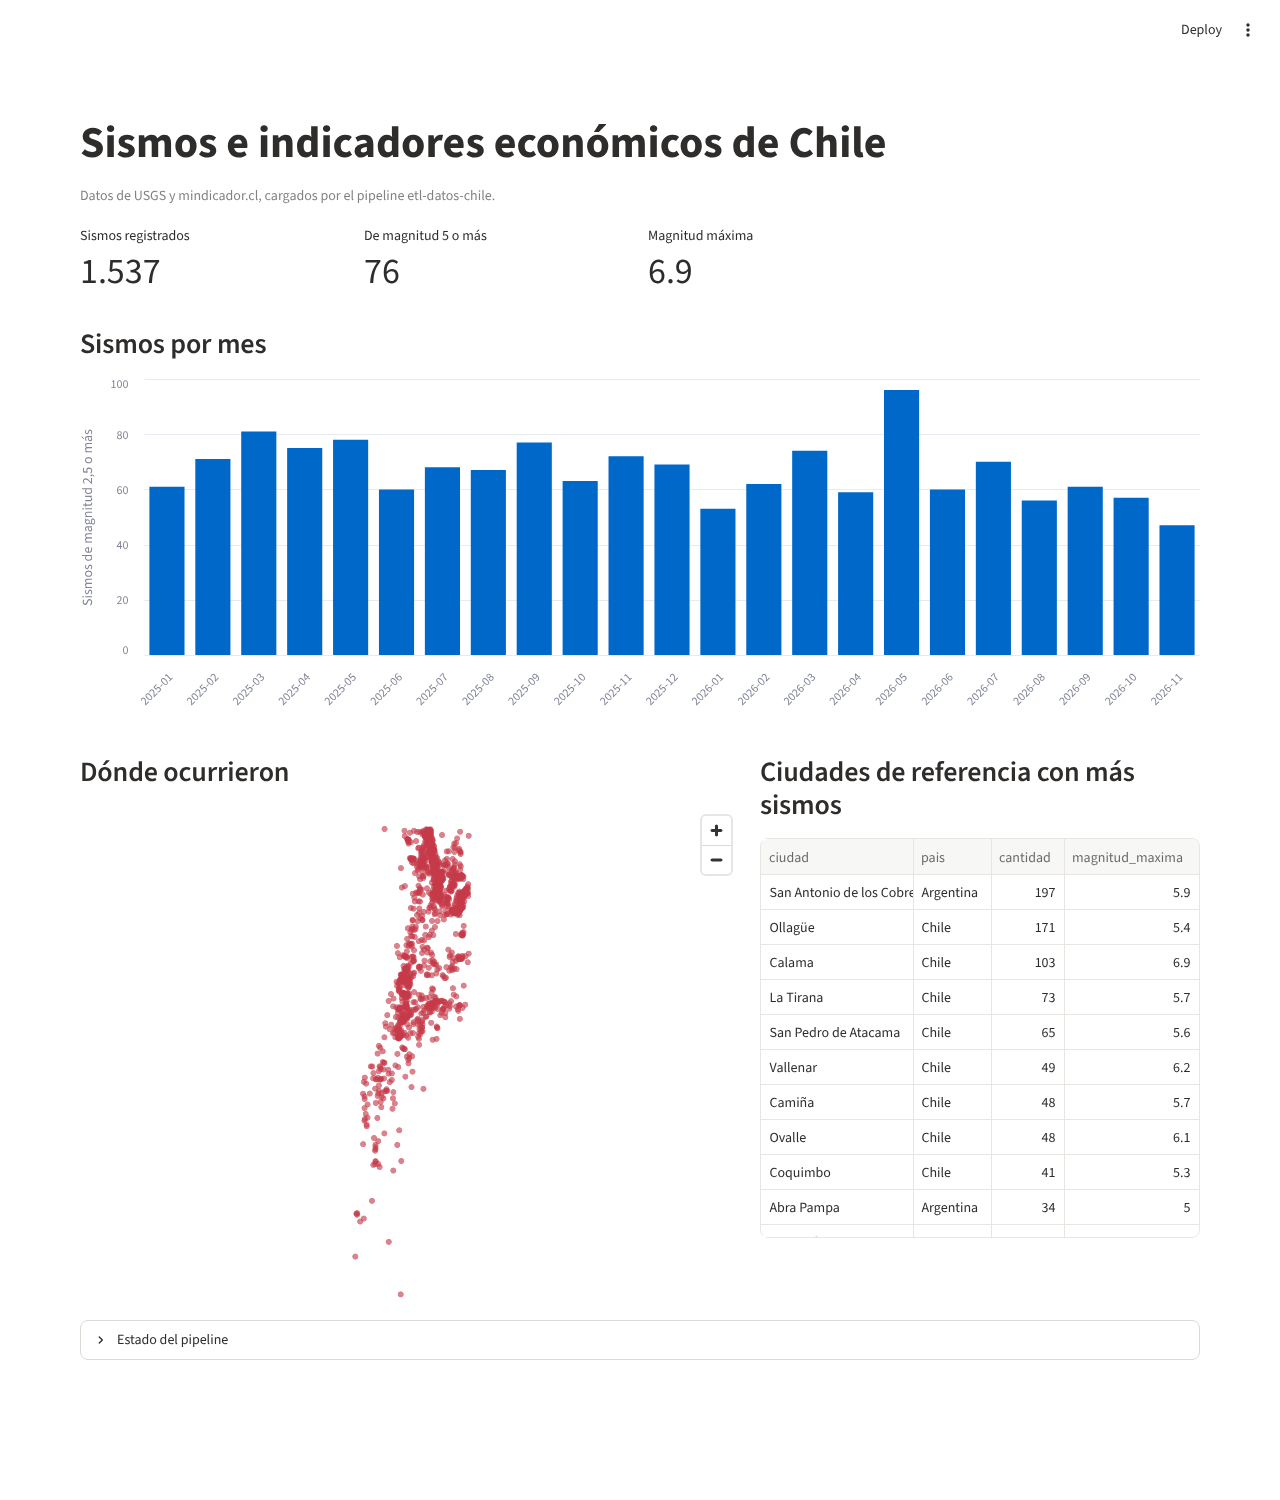 Deploy
Sismos e indicadores económicos de Chile
Datos de USGS y mindicador.cl, cargados por el pipeline etl-datos-chile.
Sismos registrados
1.537
De magnitud 5 o más
76
Magnitud máxima
6.9
Sismos por mes
Sismos de magnitud 2,5 o más
100
80
60
40
20
0
2025-01
2025-02
2025-03
2025-04
2025-05
2025-06
2025-07
2025-08
2025-09
2025-10
2025-11
2025-12
2026-01
2026-02
2026-03
2026-04
2026-05
2026-06
2026-07
2026-08
2026-09
2026-10
2026-11
Dónde ocurrieron
Ciudades de referencia con más
sismos
ciudad pais cantidad magnitud_maxima
San Antonio de los Cobre Argentina 197 5.9
Ollagüe Chile 171 5.4
Calama Chile 103 6.9
La Tirana Chile 73 5.7
San Pedro de Atacama Chile 65 5.6
Vallenar Chile 49 6.2
Camiña Chile 48 5.7
Ovalle Chile 48 6.1
Coquimbo Chile 41 5.3
Abra Pampa Argentina 34 5
Estado del pipeline